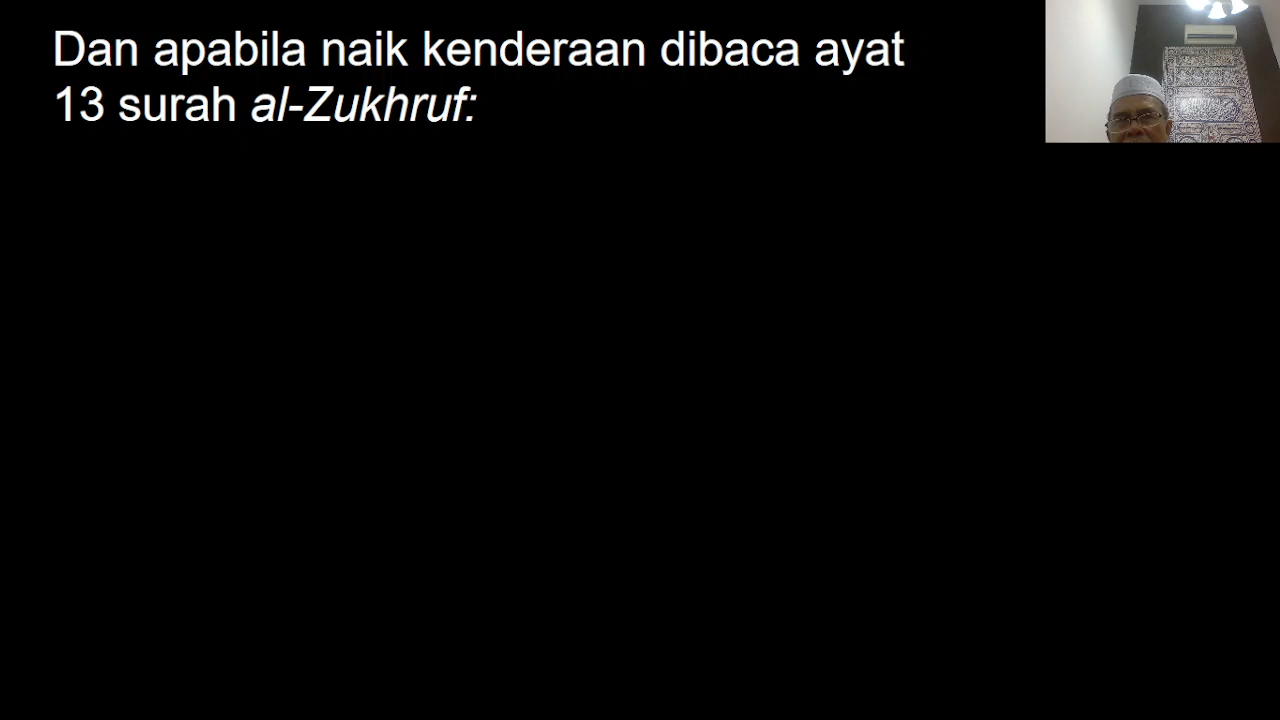 Dan apabila naik kenderaan dibaca ayat
13 surah al-Zukhruf: